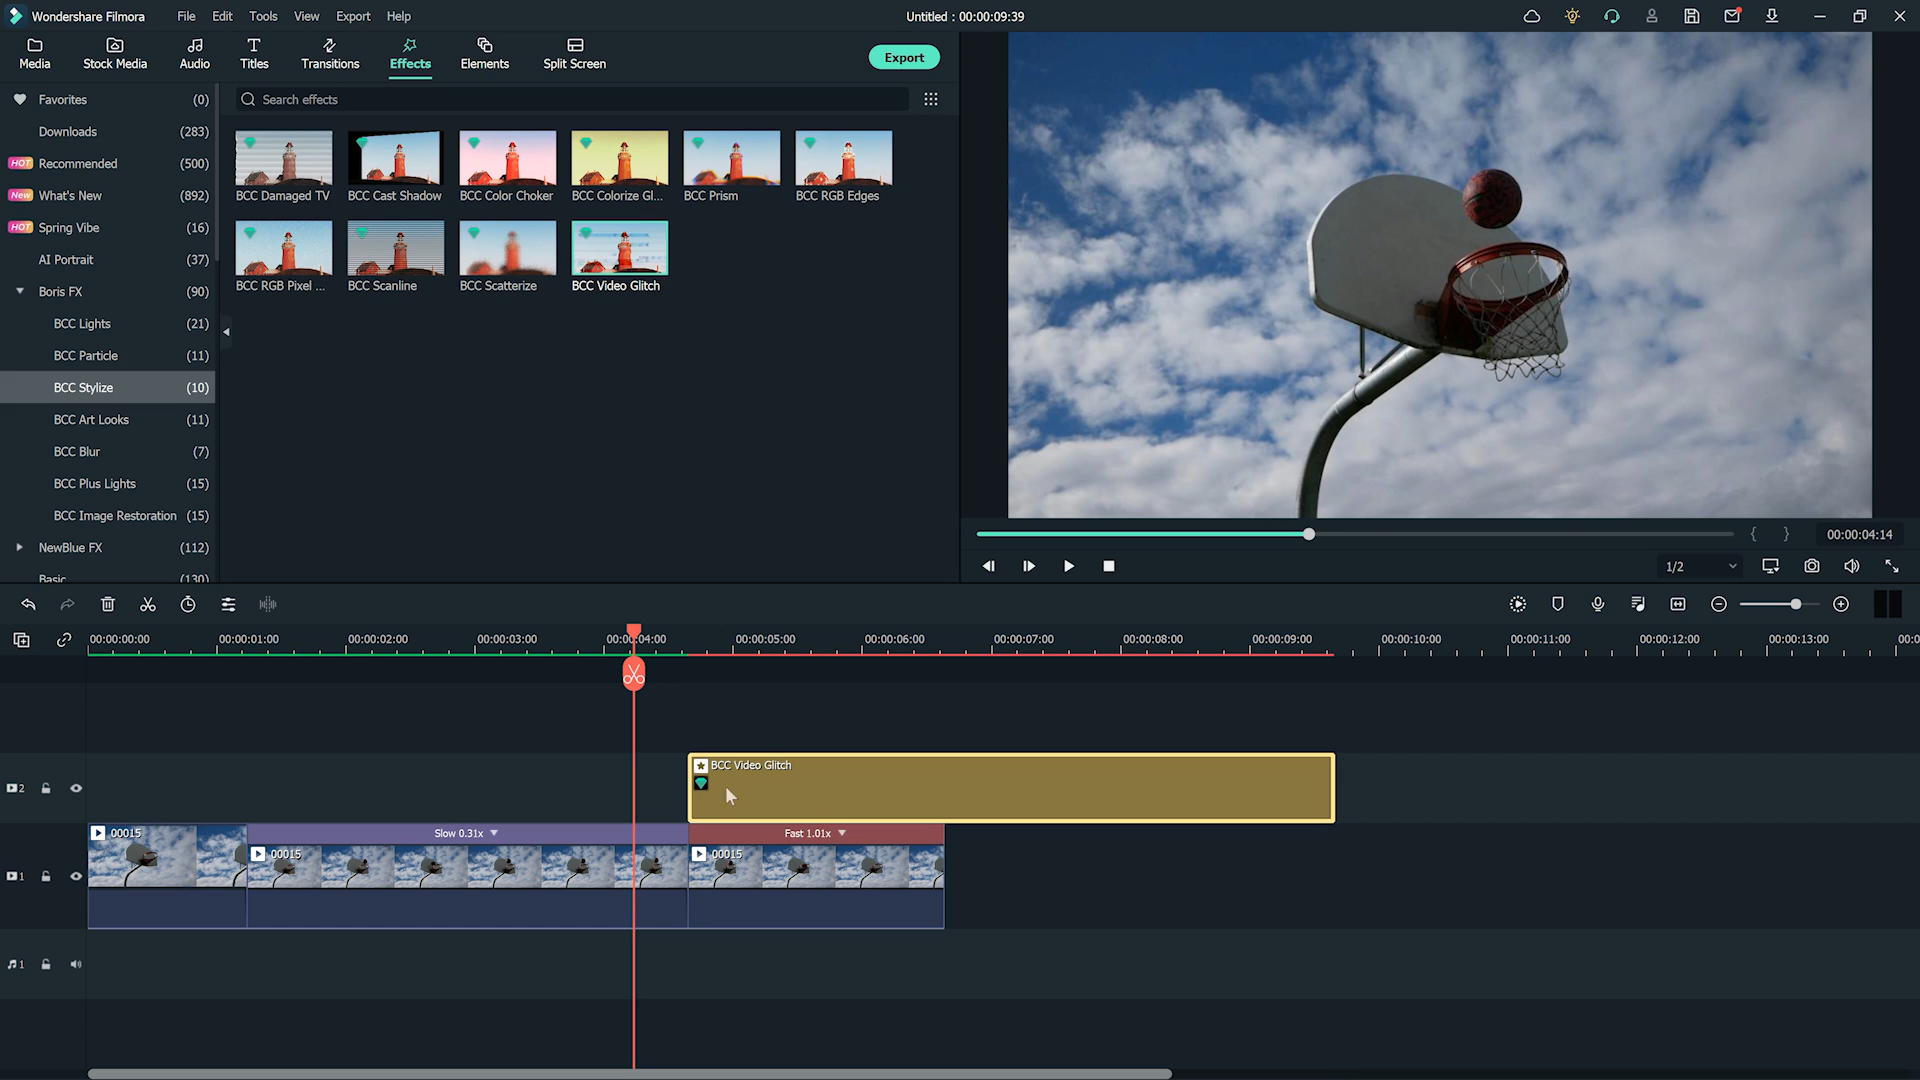 Wondershare Filmora File Edit Tools View Export Help Untitled : 00:00:09:39
Media Stock Media Audio Titles Transitions Effects Elements Split Screen Export
Favorites (0)
Downloads (283)
HOT Recommended (500)
New What's New (892)
HOT Spring Vibe (16)
AI Portrait (37)
Boris FX (90)
BCC Lights (21)
BCC Particle (11)
BCC Stylize (10)
BCC Art Looks (11)
BCC Blur (7)
BCC Plus Lights (15)
BCC Image Restoration (15)
NewBlue FX (112)
Basic (130)
Search effects
BCC Damaged TV BCC Cast Shadow BCC Color Choker BCC Colorize Gl... BCC Prism BCC RGB Edges
BCC RGB Pixel ... BCC Scanline BCC Scatterize BCC Video Glitch
{ } 00:00:04:14
1/2
00:00:00:00 00:00:01:00 00:00:02:00 00:00:03:00 00:00:04:00 00:00:05:00 00:00:06:00 00:00:07:00 00:00:08:00 00:00:09:00 00:00:10:00 00:00:11:00 00:00:12:00 00:00:13:00 00:0
BCC Video Glitch
2
00015 Slow 0.31x Fast 1.01x
00015 00015
1
1